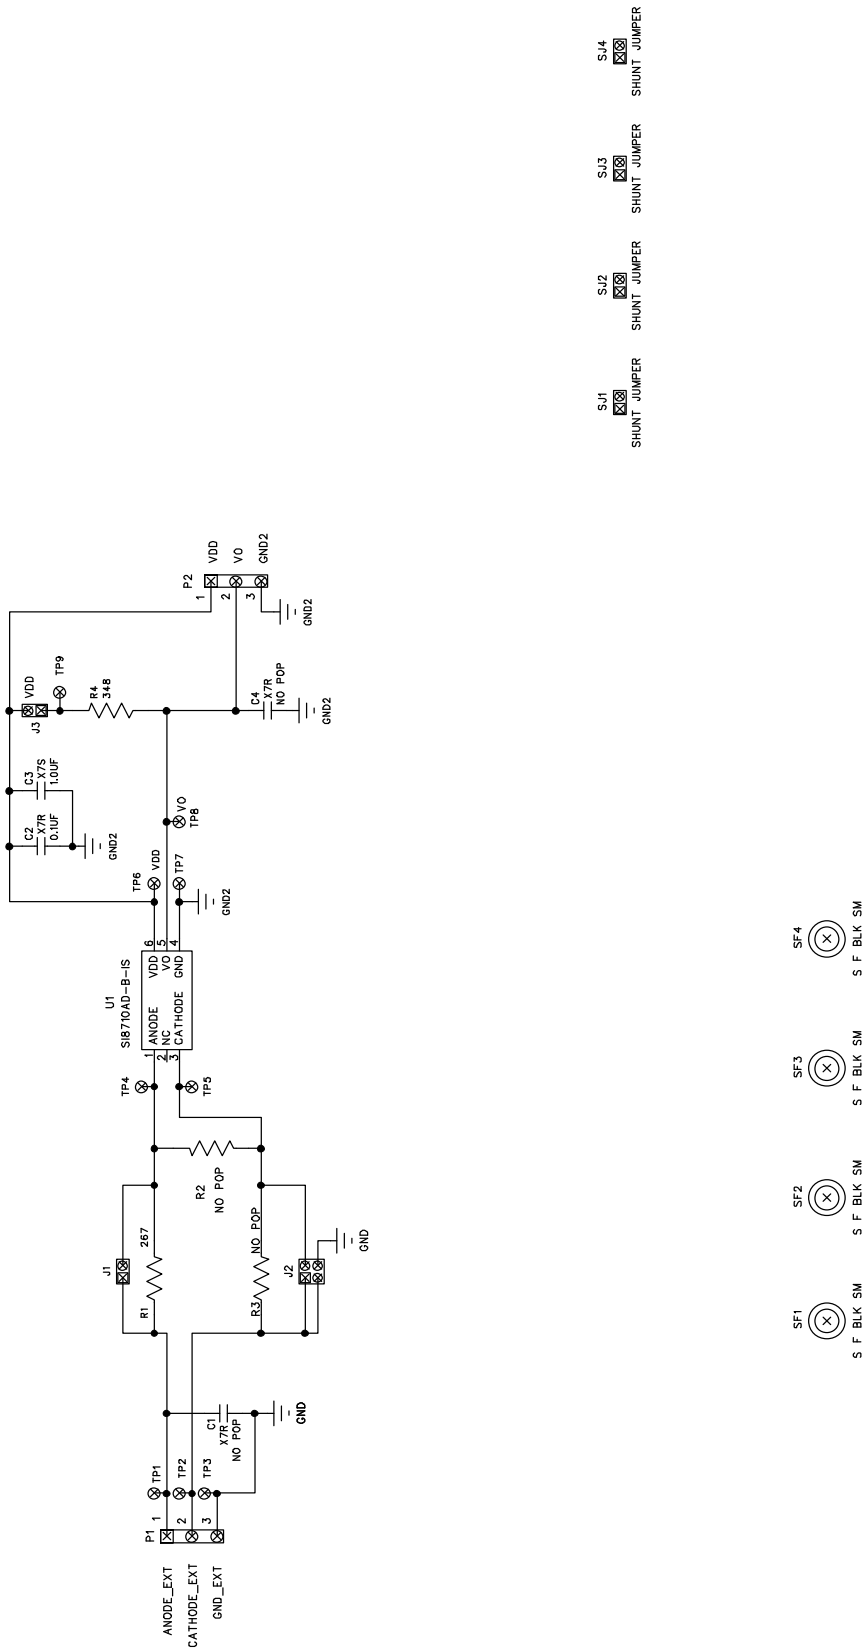 ANODE_EXT
CATHODE_EXT
GND_EXT
P1
1
2
3
TP1
TP2
TP3
C1
X7R
NO POP
GND
J1
R1
267
R2
NO POP
R3
NO POP
J2
GND
TP4
TP5
U1
SI8710AD-B-IS
1
2
3
ANODE
NC
CATHODE
VDD
VO
GND
6
5
4
TP6
VDD
TP7
GND2
TP8
VO
C2
X7R
0.1UF
C3
X7S
1.0UF
GND2
J3
VDD
TP9
R4
348
C4
X7R
NO POP
GND2
P2
1
2
3
VDD
VO
GND2
GND2
SJ1
SHUNT JUMPER
SJ2
SHUNT JUMPER
SJ3
SHUNT JUMPER
SJ4
SHUNT JUMPER
SF1
S F BLK SM
SF2
S F BLK SM
SF3
S F BLK SM
SF4
S F BLK SM